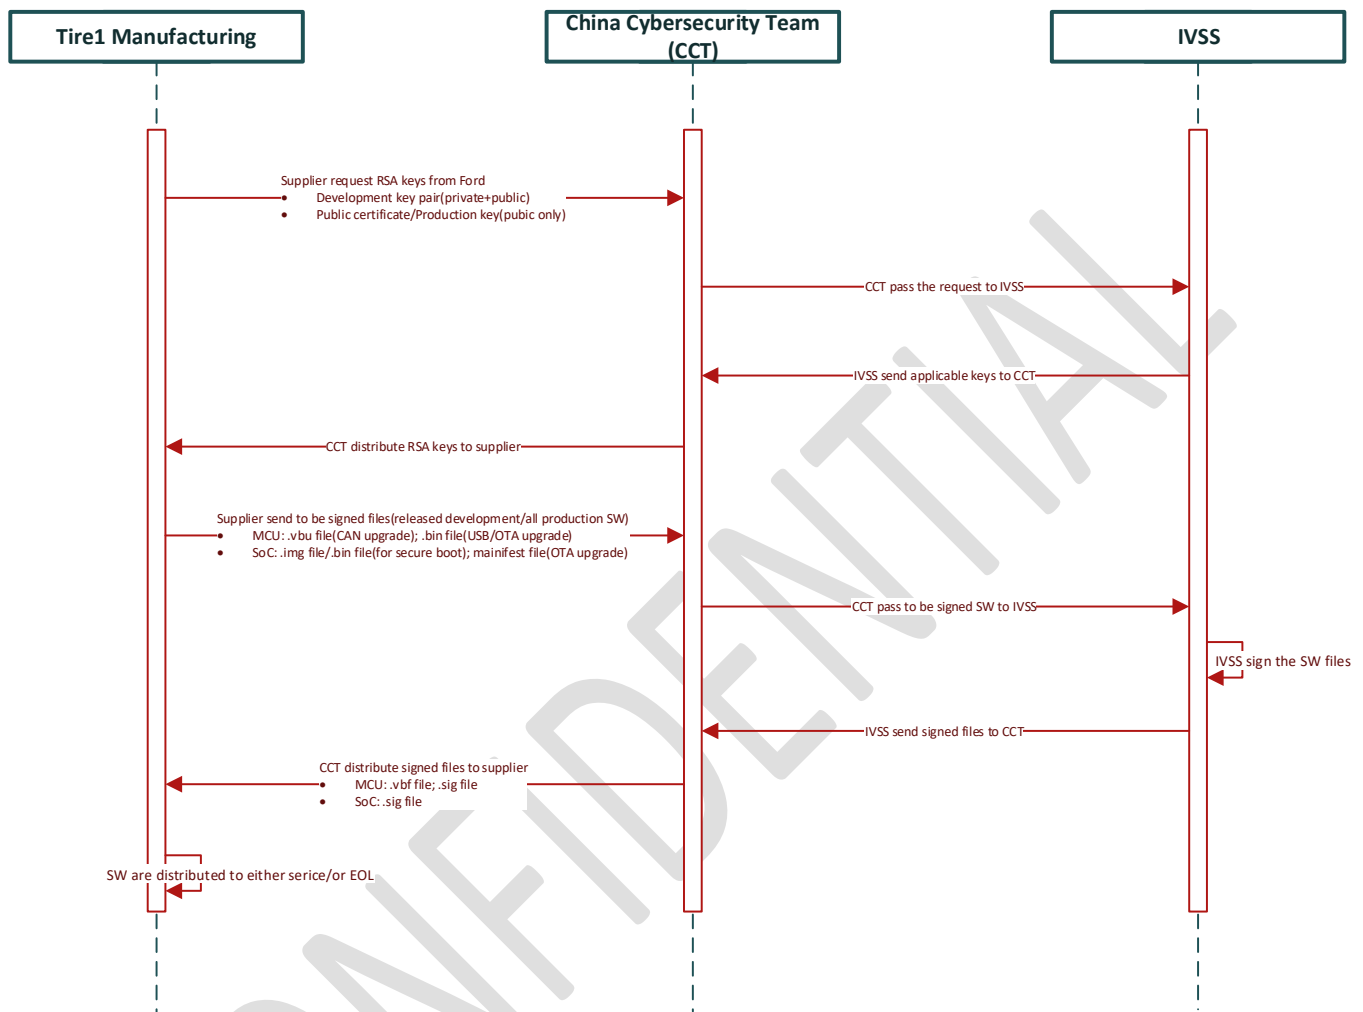 Tire1 Manufacturing
China Cybersecurity Team
(CCT)
IVSS
Supplier request RSA keys from Ford
• Development key pair(private+public)
• Public certificate/Production key(pubic only)
CCT pass the request to IVSS
IVSS send applicable keys to CCT
CCT distribute RSA keys to supplier
Supplier send to be signed files(released development/all production SW)
• MCU: .vbu file(CAN upgrade); .bin file(USB/OTA upgrade)
• SoC: .img file/.bin file(for secure boot); mainifest file(OTA upgrade)
CCT pass to be signed SW to IVSS
IVSS sign the SW files
IVSS send signed files to CCT
CCT distribute signed files to supplier
• MCU: .vbf file; .sig file
• SoC: .sig file
SW are distributed to either serice/or EOL
ONFIDENTIAL